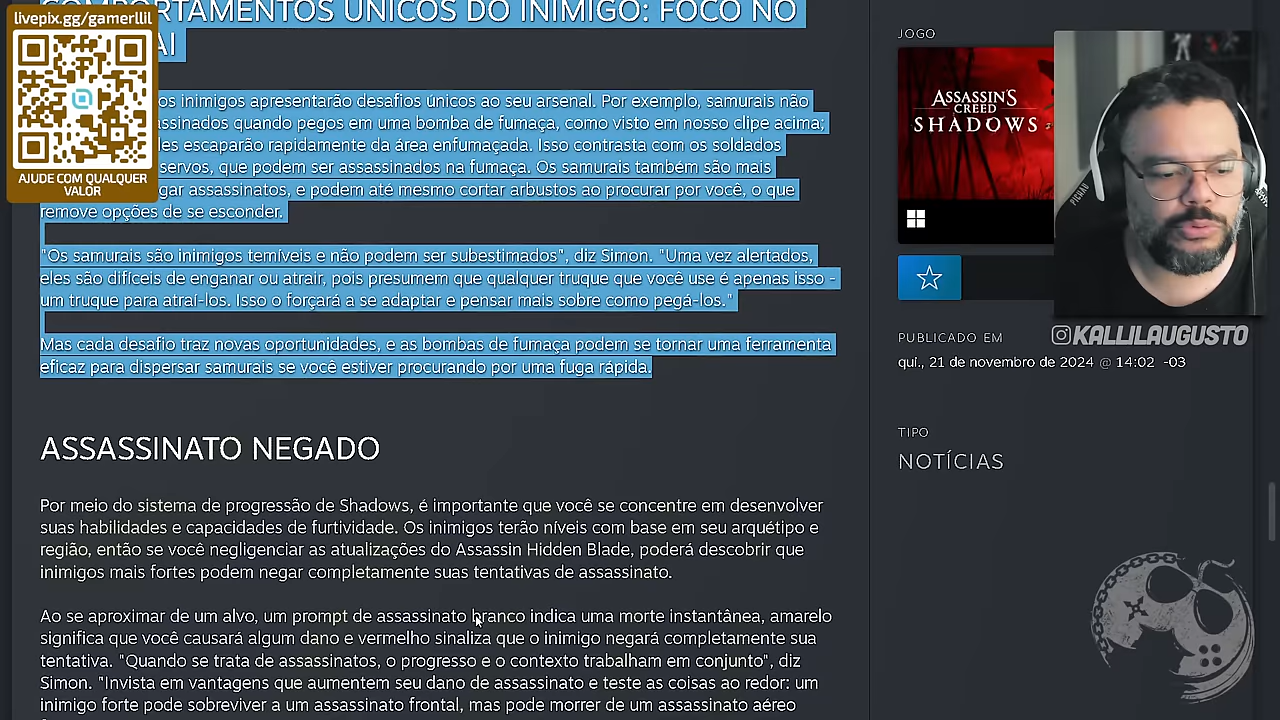 COMPORTAMENTOS ÚNICOS DO INIMIGO: FOCO NO
AI
os inimigos apresentarão desafios únicos ao seu arsenal. Por exemplo, samurais não
assinados quando pegos em uma bomba de fumaça, como visto em nosso clipe acima;
les escaparão rapidamente da área enfumaçada. Isso contrasta com os soldados
servos, que podem ser assassinados na fumaça. Os samurais também são mais
gar assassinatos, e podem até mesmo cortar arbustos ao procurar por você, o que
remove opções de se esconder.
"Os samurais são inimigos temíveis e não podem ser subestimados", diz Simon. "Uma vez alertados,
eles são difíceis de enganar ou atrair, pois presumem que qualquer truque que você use é apenas isso -
um truque para atraí-los. Isso o forçará a se adaptar e pensar mais sobre como pegá-los."
Mas cada desafio traz novas oportunidades, e as bombas de fumaça podem se tornar uma ferramenta
eficaz para dispersar samurais se você estiver procurando por uma fuga rápida.
ASSASSINATO NEGADO
Por meio do sistema de progressão de Shadows, é importante que você se concentre em desenvolver
suas habilidades e capacidades de furtividade. Os inimigos terão níveis com base em seu arquétipo e
região, então se você negligenciar as atualizações do Assassin Hidden Blade, poderá descobrir que
inimigos mais fortes podem negar completamente suas tentativas de assassinato.
Ao se aproximar de um alvo, um prompt de assassinato branco indica uma morte instantânea, amarelo
significa que você causará algum dano e vermelho sinaliza que o inimigo negará completamente sua
tentativa. "Quando se trata de assassinatos, o progresso e o contexto trabalham em conjunto", diz
Simon. "Invista em vantagens que aumentem seu dano de assassinato e teste as coisas ao redor: um
inimigo forte pode sobreviver a um assassinato frontal, mas pode morrer de um assassinato aéreo
livepix.gg/gamerllil
AJUDE COM QUALQUER
VALOR
JOGO
ASSASSIN'S
CREED
SHADOWS
PICHAU
KALLILAUGUSTO
PUBLICADO EM
qui., 21 de novembro de 2024 @ 14:02 -03
TIPO
NOTÍCIAS